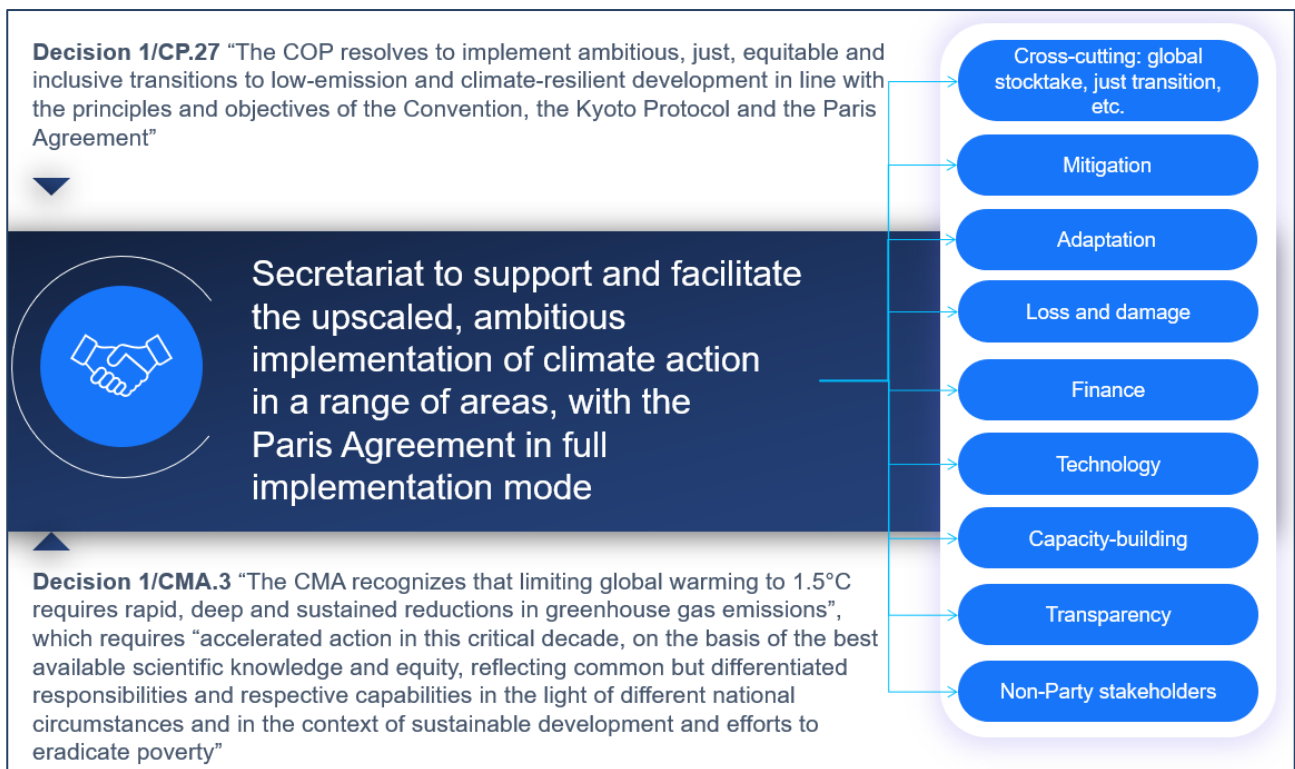 Decision 1/CP.27 “The COP resolves to implement ambitious, just, equitable and
inclusive transitions to low-emission and climate-resilient development in line with
the principles and objectives of the Convention, the Kyoto Protocol and the Paris
Agreement”
Secretariat to support and facilitate
the upscaled, ambitious
implementation of climate action
in a range of areas, with the
Paris Agreement in full
implementation mode
Decision 1/CMA.3 “The CMA recognizes that limiting global warming to 1.5°C
requires rapid, deep and sustained reductions in greenhouse gas emissions”,
which requires “accelerated action in this critical decade, on the basis of the best
available scientific knowledge and equity, reflecting common but differentiated
responsibilities and respective capabilities in the light of different national
circumstances and in the context of sustainable development and efforts to
eradicate poverty”
Cross-cutting: global
stocktake, just transition,
etc.
Mitigation
Adaptation
Loss and damage
Finance
Technology
Capacity-building
Transparency
Non-Party stakeholders